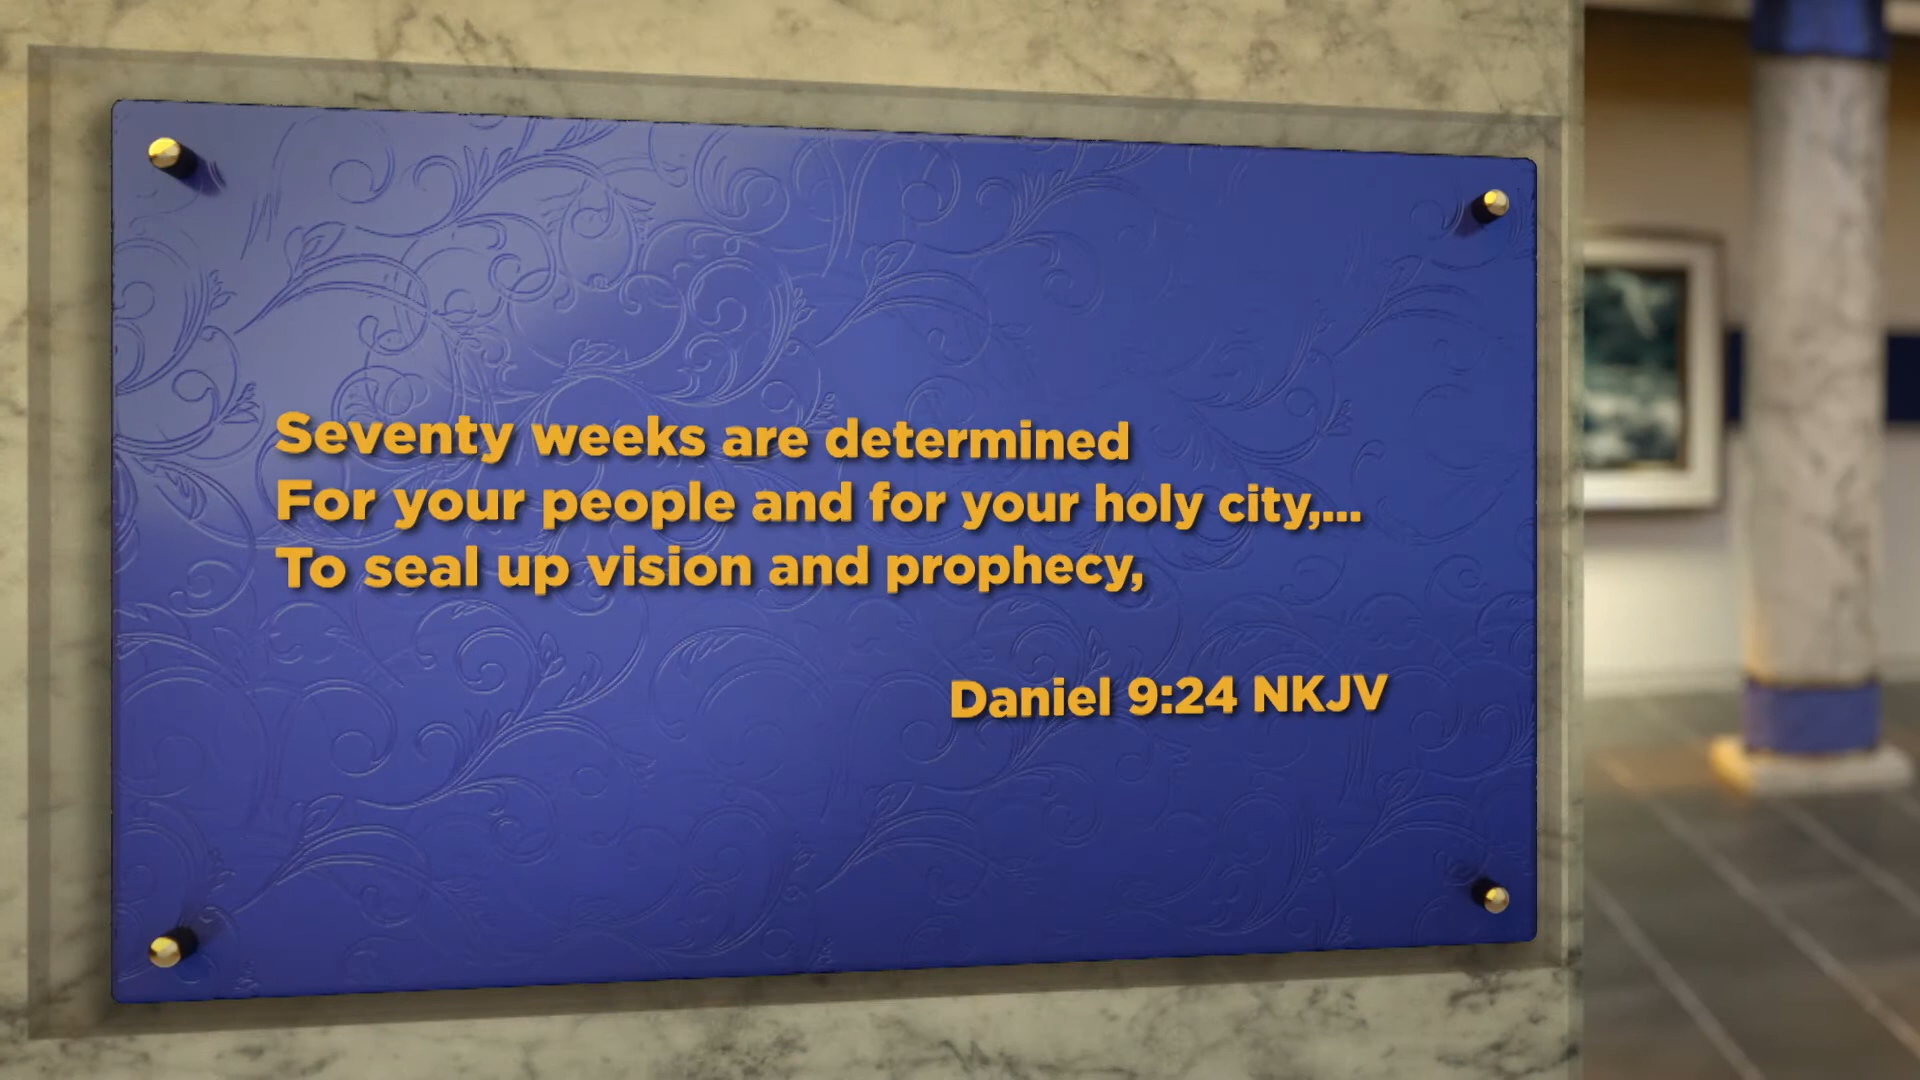 Seventy weeks are determined
For your people and for your holy city,...
To seal up vision and prophecy,
Daniel 9:24 NKJV